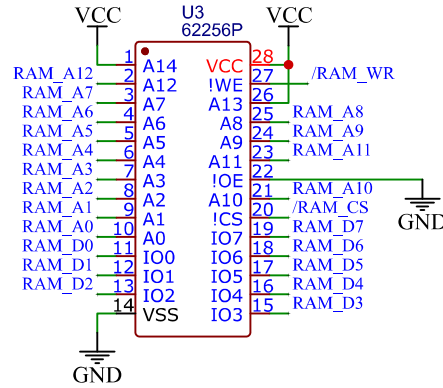 U3
62256P
VCC
VCC
1 A14 VCC 28
RAM_A12 2 A12 !WE 27 /RAM_WR
RAM_A7 3 A7 A13 26
RAM_A6 4 A6 A8 25 RAM_A8
RAM_A5 5 A5 A9 24 RAM_A9
RAM_A4 6 A4 A11 23 RAM_A11
RAM_A3 7 A3 !OE 22
RAM_A2 8 A2 A10 21 RAM_A10
RAM_A1 9 A1 !CS 20 /RAM_CS
RAM_A0 10 A0 IO7 19 RAM_D7
RAM_D0 11 IO0 IO6 18 RAM_D6
RAM_D1 12 IO1 IO5 17 RAM_D5
RAM_D2 13 IO2 IO4 16 RAM_D4
14 VSS IO3 15 RAM_D3
GND
GND